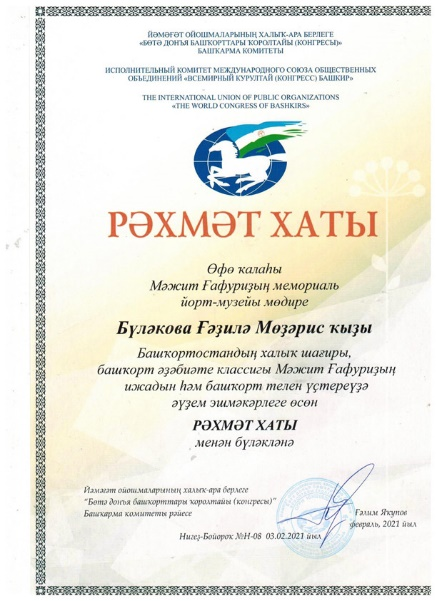 ЙӘМӘҒӘТ ОЙОШМАЛАРЫНЫҢ ХАЛЫҠ-АРА БЕРЛЕГЕ
«БӨТӘ ДОНЪЯ БАШҠОРТТАРЫ ҠОРОЛТАЙЫ (КОНГРЕСЫ)»
БАШҠАРМА КОМИТЕТЫ
ИСПОЛНИТЕЛЬНЫЙ КОМИТЕТ МЕЖДУНАРОДНОГО СОЮЗА ОБЩЕСТВЕННЫХ
ОБЪЕДИНЕНИЙ «ВСЕМИРНЫЙ КУРУЛТАЙ (КОНГРЕСС) БАШКИР»
THE INTERNATIONAL UNION OF PUBLIC ORGANIZATIONS
«THE WORLD CONGRESS OF BASHKIRS»
РӘХМӘТ ХАТЫ
Өфө ҡалаһы
Мәжит Ғафуриҙың мемориаль
йорт-музейы мөдире
Бүләкова Ғәзилә Мөҙәрис ҡыҙы
Башҡортостандың халыҡ шағиры,
башҡорт әҙәбиәте классигы Мәжит Ғафуриҙың
ижадын һәм башҡорт телен үҫтереүҙә
әүҙем эшмәкәрлеге өсөн
РӘХМӘТ ХАТЫ
менән бүләкләнә
Йәмәғәт ойошмаларының халыҡ-ара берлеге
"Бөтә донъя башҡорттары ҡоролтайы (конгресы)"
Башҡарма комитеты рәйесе
Ғәлим Яҡупов
февраль, 2021 йыл
Нигеҙ-Бойороҡ №Н-08 03.02.2021 йыл